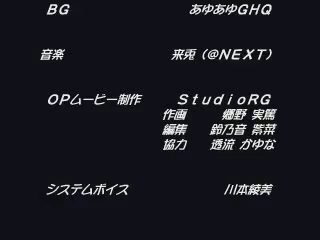 BG あゆあゆGHQ
音楽 来兎（@NEXT）
OPムービー制作 StudioRG
作画 郷野 実篤
編集 鈴乃音 紫菜
協力 透流 かゆな
システムボイス 川本綾美